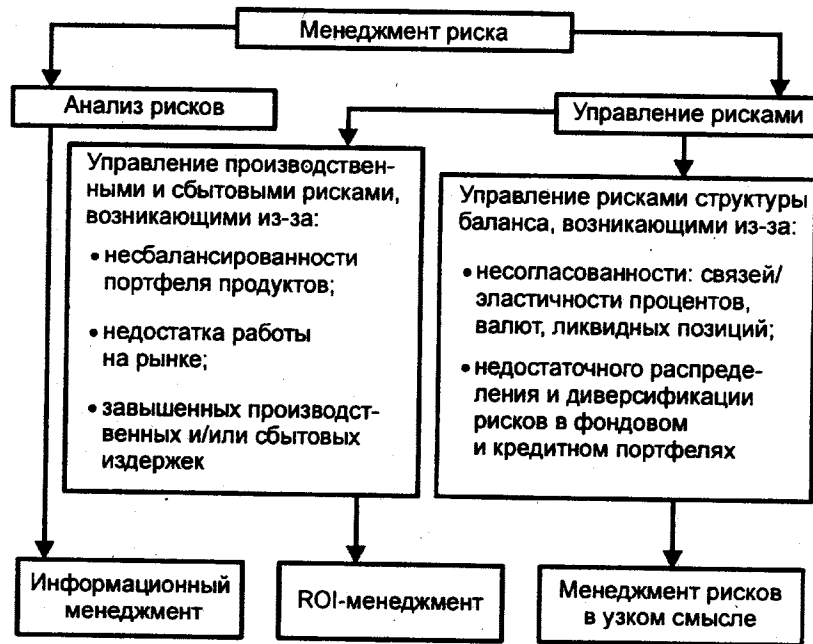 Менеджмент риска
Анализ рисков
Управление рисками
Управление производствен-
ными и сбытовыми рисками,
возникающими из-за:
• несбалансированности
портфеля продуктов;
• недостатка работы
на рынке;
• завышенных производст-
венных и/или сбытовых
издержек
Управление рисками структуры
баланса, возникающими из-за:
• несогласованности: связей/
эластичности процентов,
валют, ликвидных позиций;
• недостаточного распреде-
ления и диверсификации
рисков в фондовом
и кредитном портфелях
Информационный
менеджмент
ROI-менеджмент
Менеджмент рисков
в узком смысле